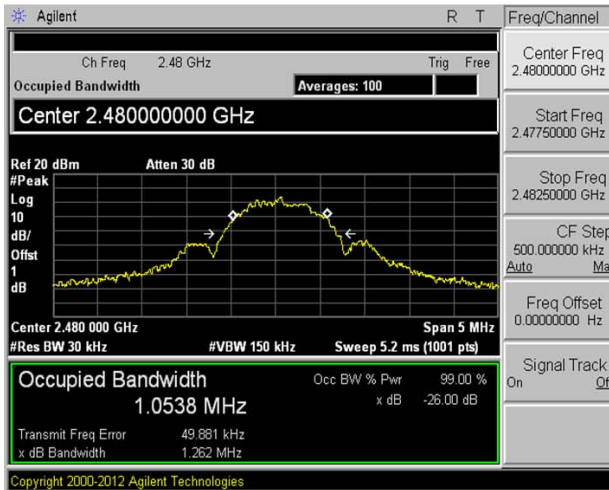 Agilent R T Freq/Channel
Ch Freq 2.48 GHz Trig Free
Occupied Bandwidth Averages: 100
Center 2.480000000 GHz
Ref 20 dBm Atten 30 dB
#Peak
Log
10
dB/
Offst
1
dB
Center 2.480 000 GHz Span 5 MHz
#Res BW 30 kHz #VBW 150 kHz Sweep 5.2 ms (1001 pts)
Occupied Bandwidth Occ BW % Pwr 99.00 %
1.0538 MHz x dB -26.00 dB
Transmit Freq Error 49.881 kHz
x dB Bandwidth 1.262 MHz
Copyright 2000-2012 Agilent Technologies
Center Freq
2.48000000 GHz
Start Freq
2.47750000 GHz
Stop Freq
2.48250000 GHz
CF Step
500.000000 kHz
Auto Ma
Freq Offset
0.00000000 Hz
Signal Track
On Of